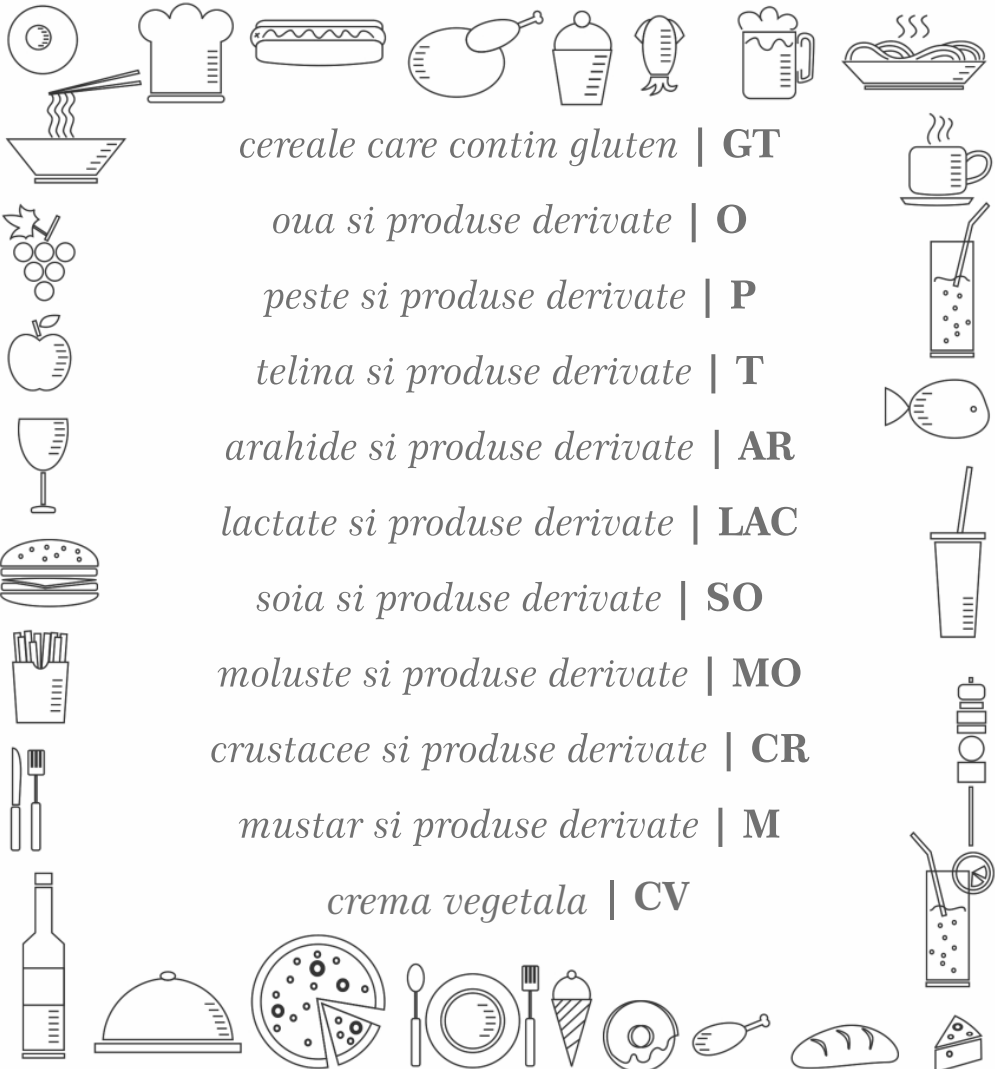 cereale care contin gluten | GT
oua si produse derivate | O
peste si produse derivate | P
telina si produse derivate | T
arahide si produse derivate | AR
lactate si produse derivate | LAC
soia si produse derivate | SO
moluste si produse derivate | MO
crustacee si produse derivate | CR
mustar si produse derivate | M
crema vegetala | CV